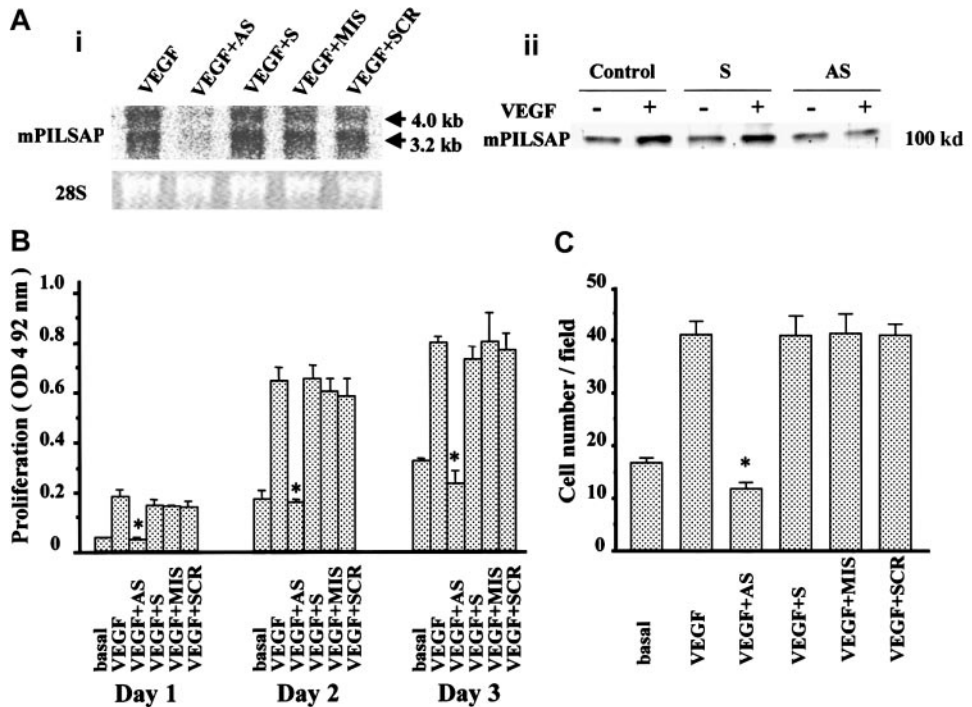 A
i
VEGF
VEGF+AS
VEGF+S
VEGF+MIS
VEGF+SCR
mPILSAP
4.0 kb
3.2 kb
28S
ii
Control S AS
VEGF - + - + - +
mPILSAP 100 kd
B
Proliferation ( OD 4 92 nm )
1.0
0.8
0.6
0.4
0.2
0
* * *
basal
VEGF
VEGF+AS
VEGF+S
VEGF+MIS
VEGF+SCR
Day 1
basal
VEGF
VEGF+AS
VEGF+S
VEGF+MIS
VEGF+SCR
Day 2
basal
VEGF
VEGF+AS
VEGF+S
VEGF+MIS
VEGF+SCR
Day 3
C
Cell number / field
50
40
30
20
10
0
*
basal
VEGF
VEGF+AS
VEGF+S
VEGF+MIS
VEGF+SCR